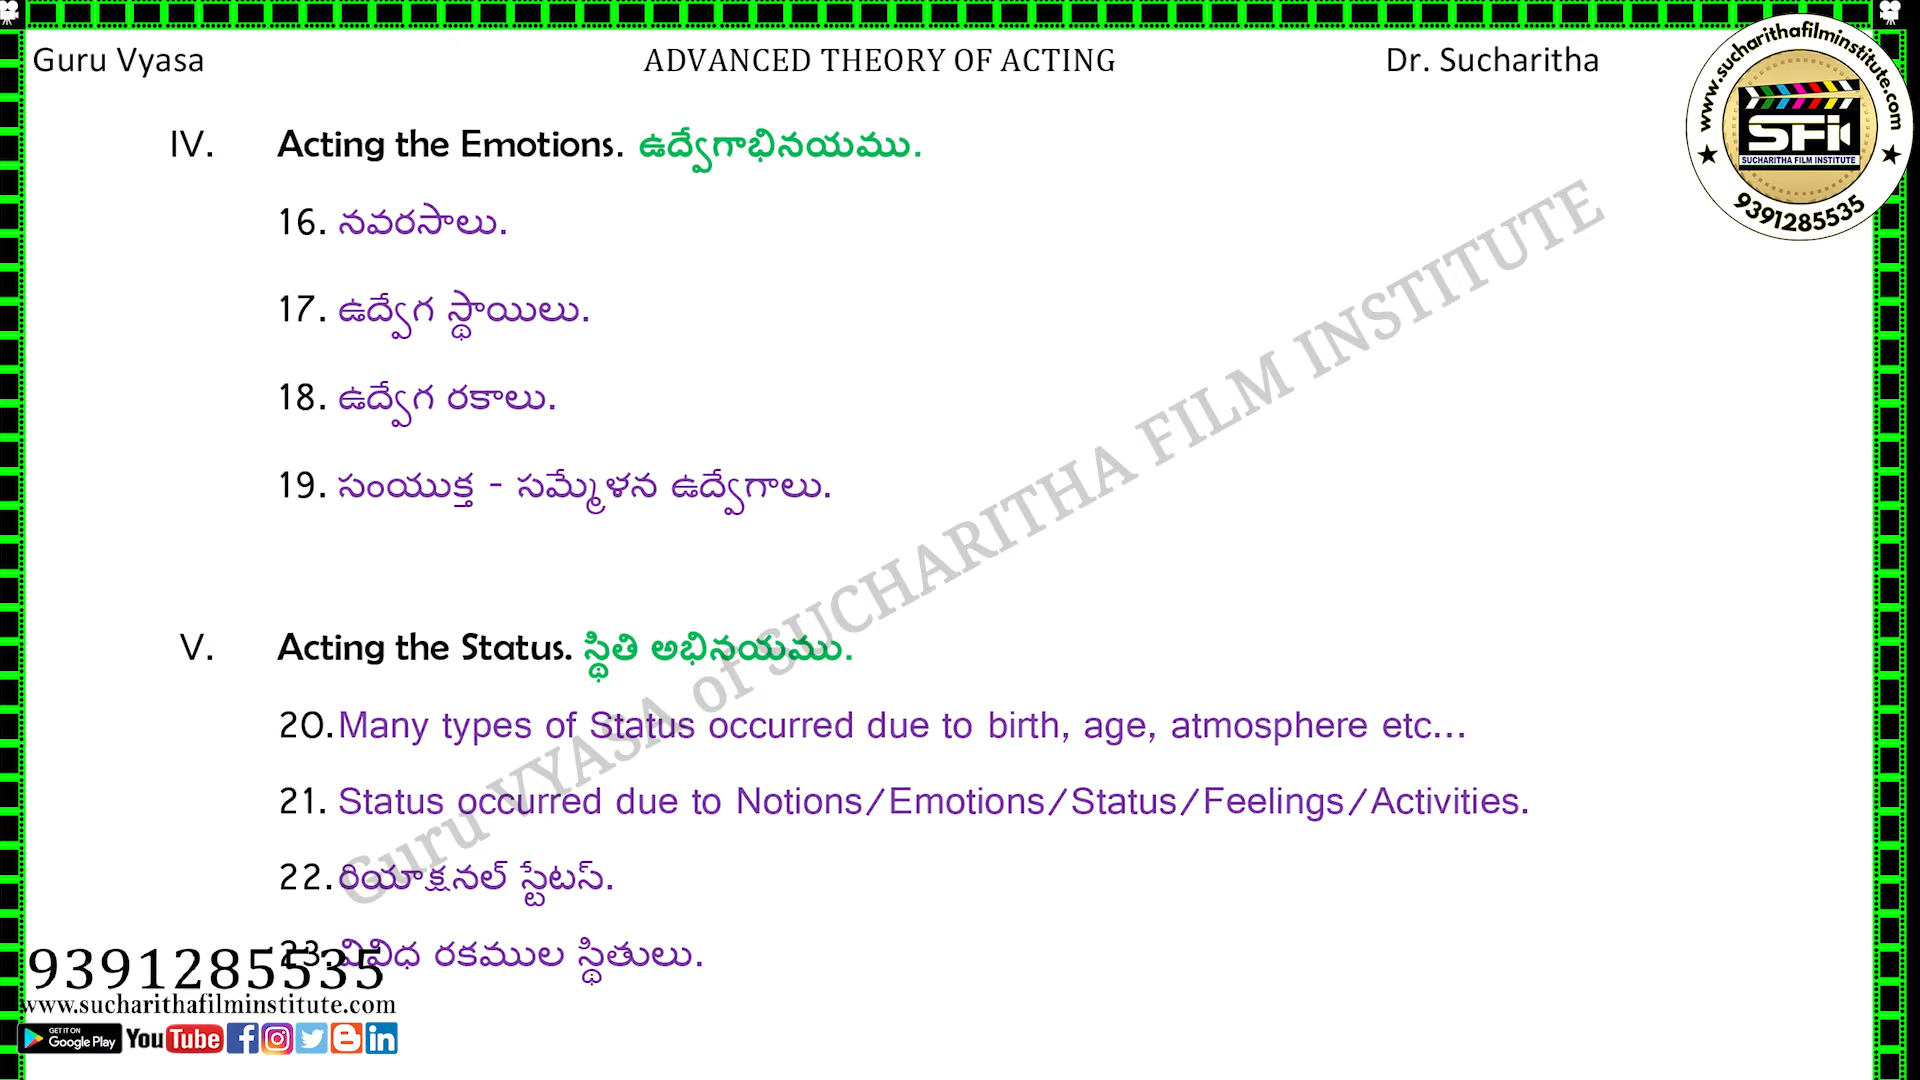 Guru Vyasa
ADVANCED THEORY OF ACTING
Dr. Sucharitha
www.sucharithafilminstitute.com
SFI
SUCHARITHA FILM INSTITUTE
9391285535
IV. Acting the Emotions. ఉద్వేగాభినయము.
16. నవరసాలు.
17. ఉద్వేగ స్థాయిలు.
18. ఉద్వేగ రకాలు.
19. సంయుక్త - సమ్మేళన ఉద్వేగాలు.
V. Acting the Status. స్థితి అభినయము.
20. Many types of Status occurred due to birth, age, atmosphere etc...
21. Status occurred due to Notions/Emotions/Status/Feelings/Activities.
22. రియాక్షనల్ స్టేటస్.
23. వివిధ రకముల స్థితులు.
Guru VYASA of SUCHARITHA FILM INSTITUTE
9391285535
www.sucharithafilminstitute.com
GET IT ON
Google Play
YouTube